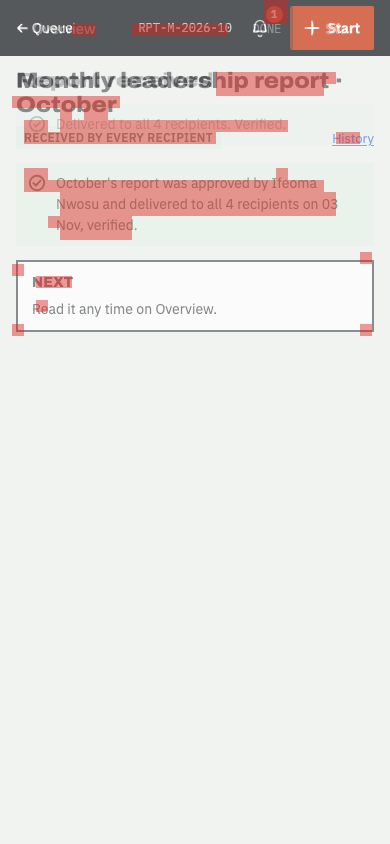 Queue RPT-M-2026-10 1 Start
Monthly leadership report ·
October
Delivered to all 4 recipients. Verified.
RECEIVED BY EVERY RECIPIENT History
October's report was approved by Ifeoma
Nwosu and delivered to all 4 recipients on 03
Nov, verified.
NEXT
Read it any time on Overview.